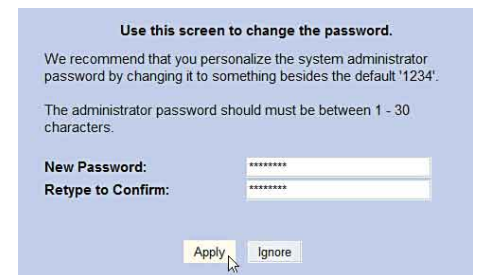 Use this screen to change the password.
We recommend that you personalize the system administrator
password by changing it to something besides the default '1234'.
The administrator password should must be between 1 - 30
characters.
New Password: ********
Retype to Confirm: ********
Apply Ignore